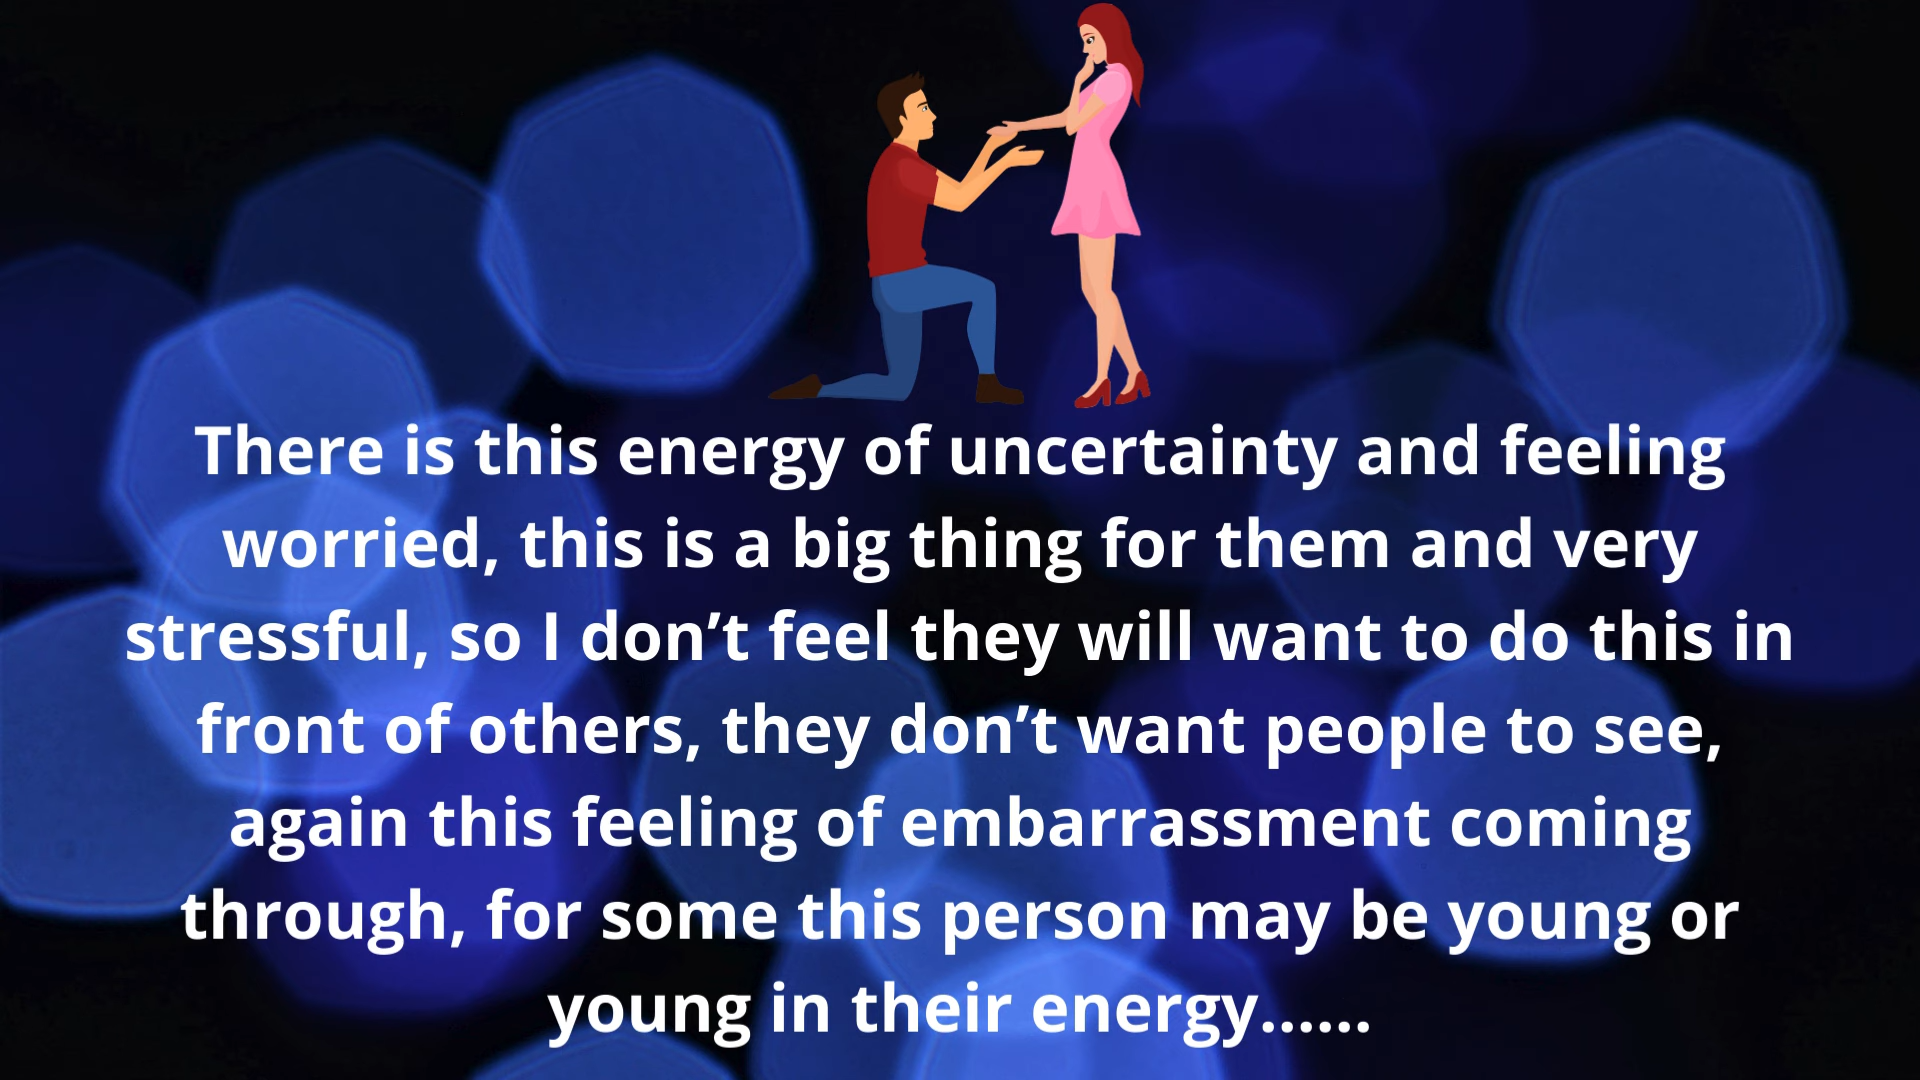 There is this energy of uncertainty and feeling
worried, this is a big thing for them and very
stressful, so I don’t feel they will want to do this in
front of others, they don’t want people to see,
again this feeling of embarrassment coming
through, for some this person may be young or
young in their energy......